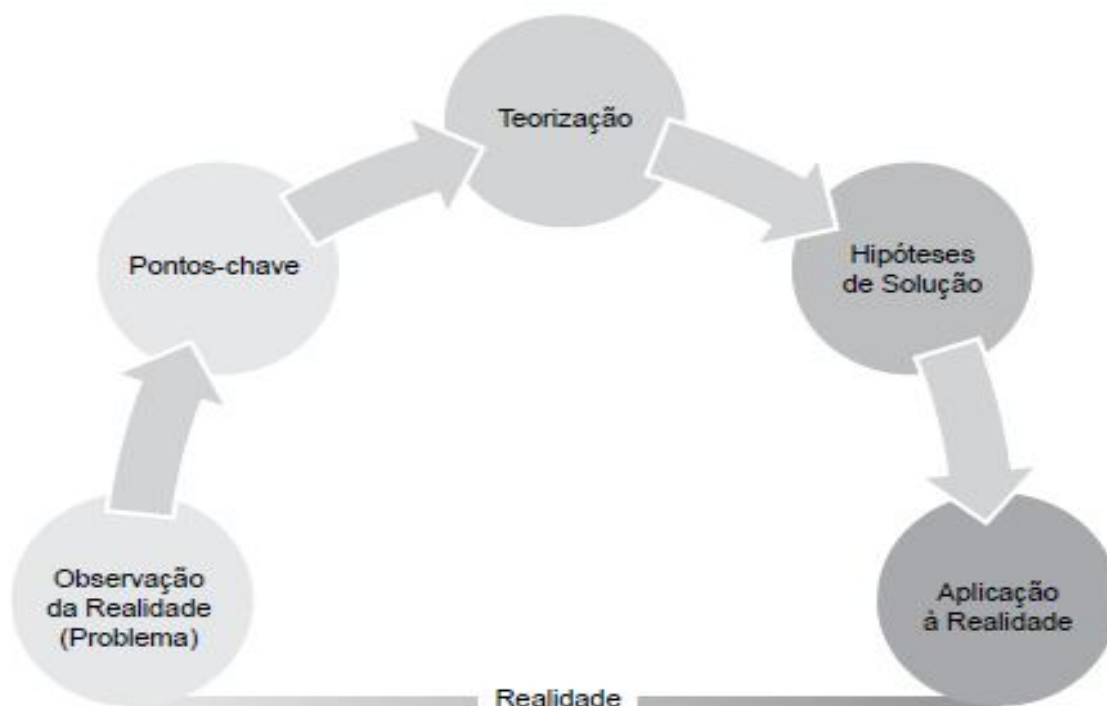 Teorização
Pontos-chave
Hipóteses
de Solução
Observação
da Realidade
(Problema)
Aplicação
à Realidade
Realidade